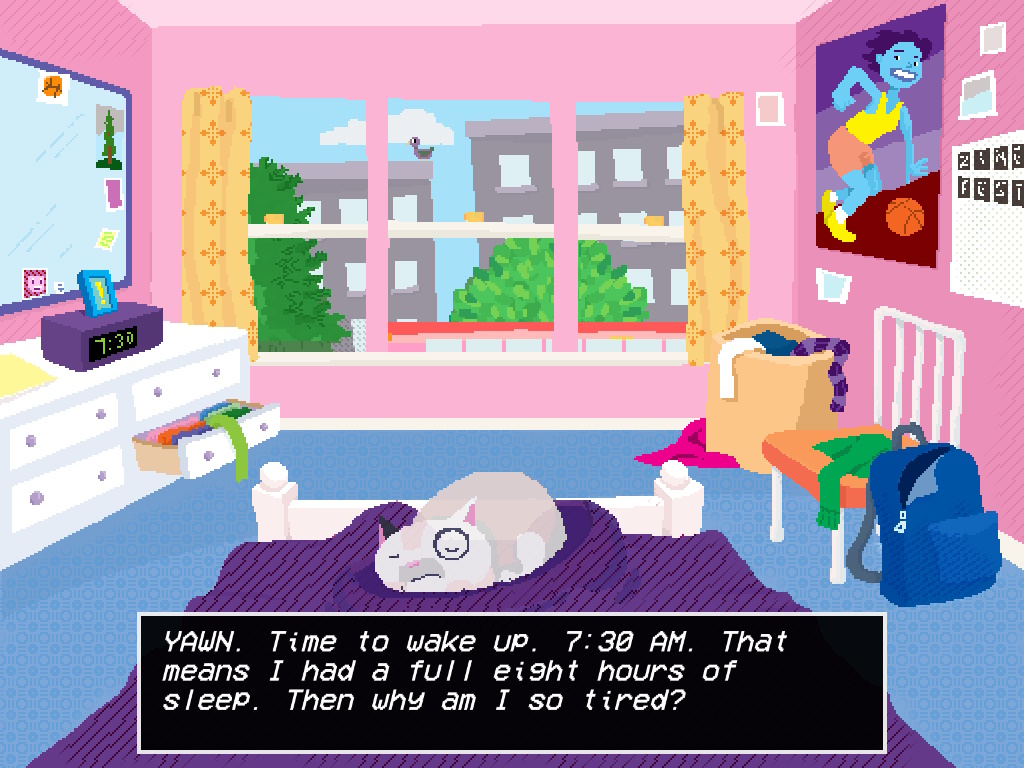 7:30
YAWN. Time to wake up. 7:30 AM. That
means I had a full eight hours of
sleep. Then why am I so tired?